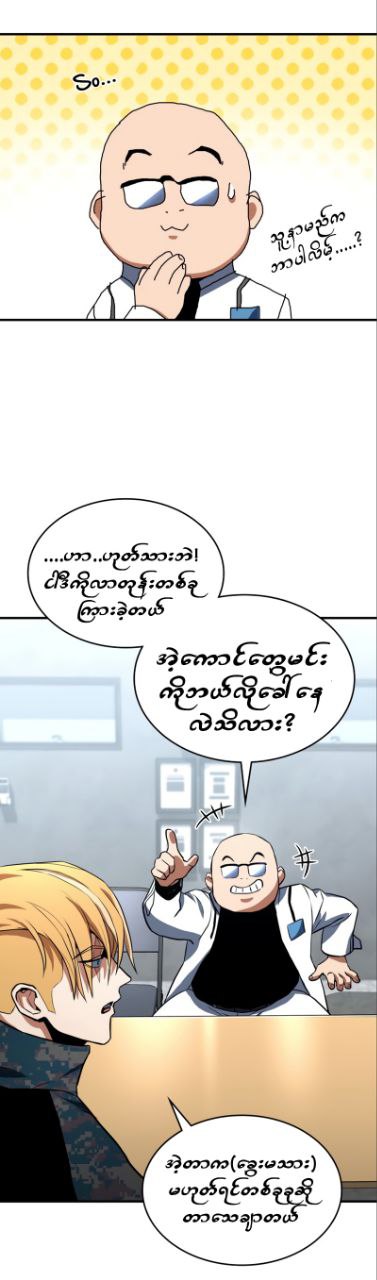 So...
သူ့နာမည်က
ဘာပါလိမ့်.....?
....ဟာ..ဟုတ်သားဘဲ!
ငါဒီကိုလာတုန်းတစ်ခု
ကြားခဲ့တယ်
အဲ့ကောင်တွေမင်း
ကိုဘယ်လိုခေါ်နေ
လဲသိလား?
အဲ့တာက(ခွေးမသား)
မဟုတ်ရင်တစ်ခုခုဆို
တာသေချာတယ်